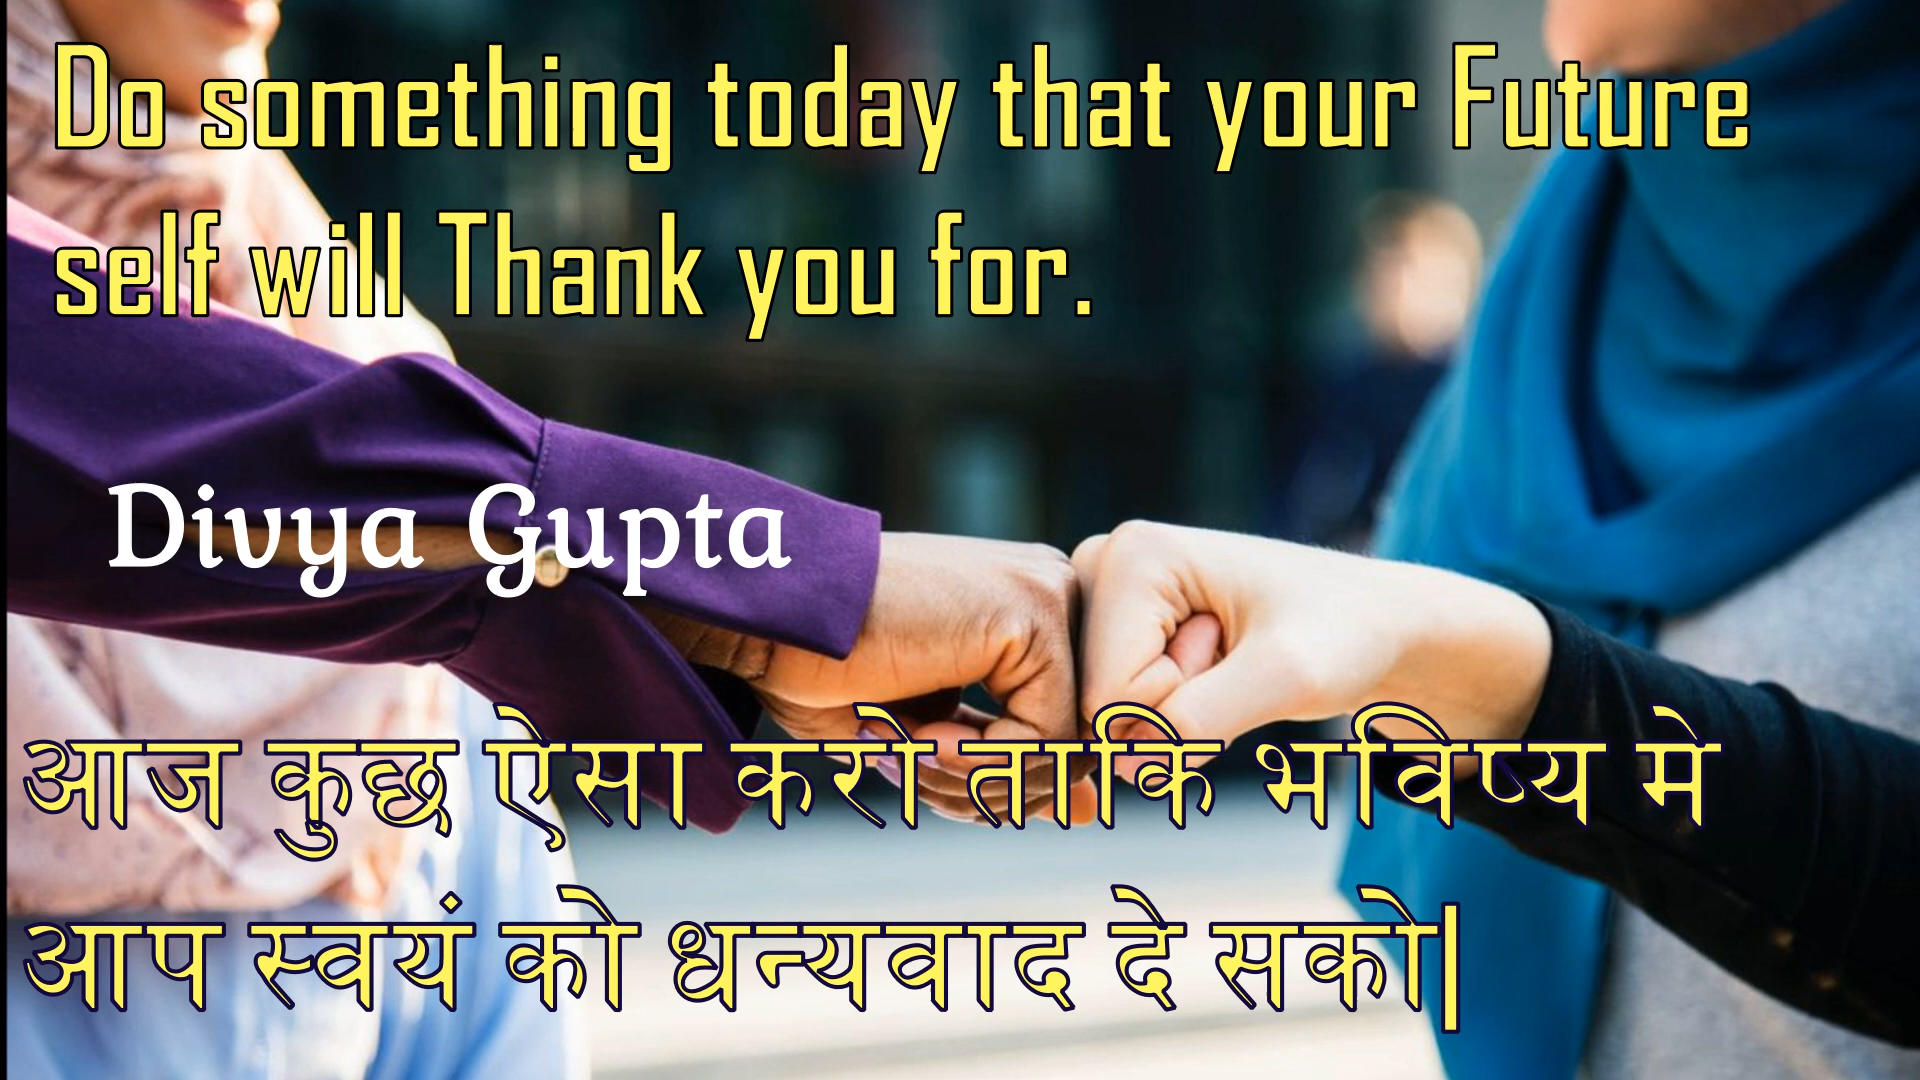 Do something today that your Future
self will Thank you for.
Divya Gupta
आज कुछ ऐसा करो ताकि भविष्य मे
आप स्वयं को धन्यवाद दे सको|